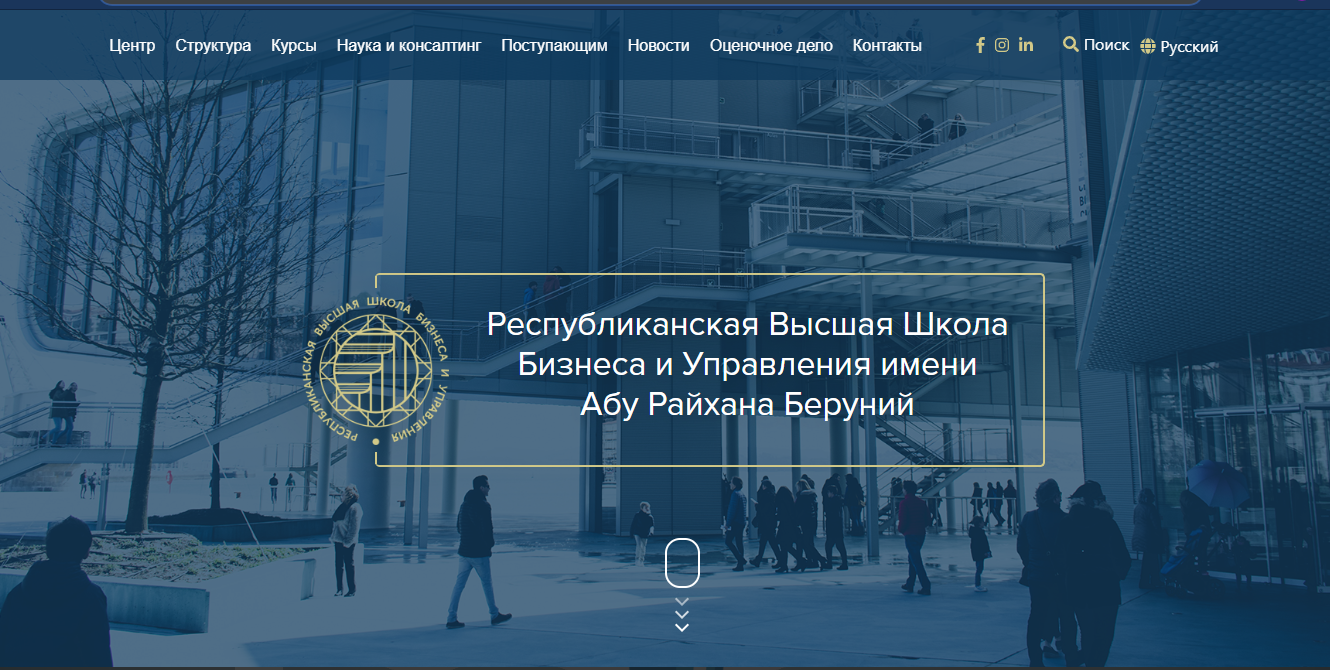 Центр Структура Курсы Наука и консалтинг Поступающим Новости Оценочное дело Контакты Поиск Русский
РЕСПУБЛИКАНСКАЯ ВЫСШАЯ ШКОЛА БИЗНЕСА И УПРАВЛЕНИЯ
Республиканская Высшая Школа
Бизнеса и Управления имени
Абу Райхана Беруний